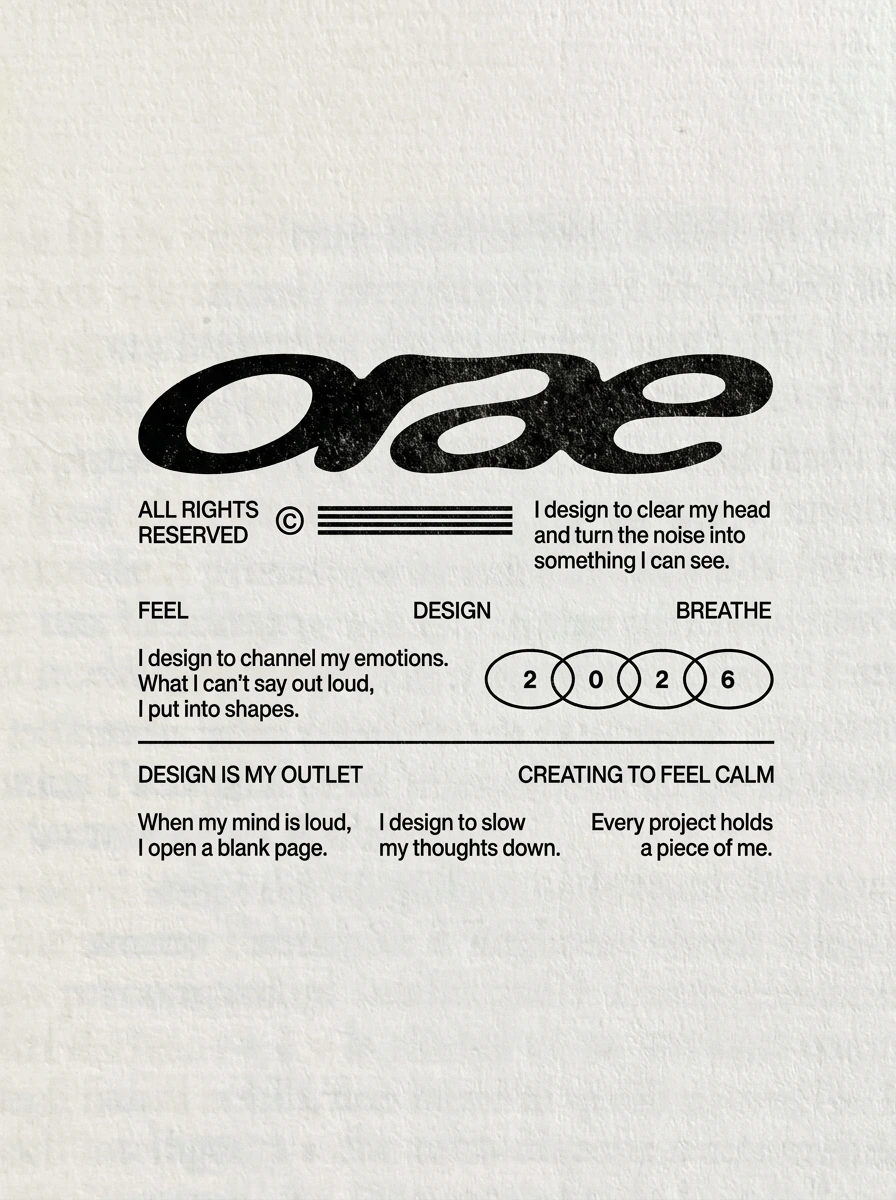 orae
ALL RIGHTS
RESERVED
©
I design to clear my head
and turn the noise into
something I can see.
FEEL DESIGN BREATHE
I design to channel my emotions.
What I can't say out loud,
I put into shapes.
2 0 2 6
DESIGN IS MY OUTLET
CREATING TO FEEL CALM
When my mind is loud,
I open a blank page.
I design to slow
my thoughts down.
Every project holds
a piece of me.